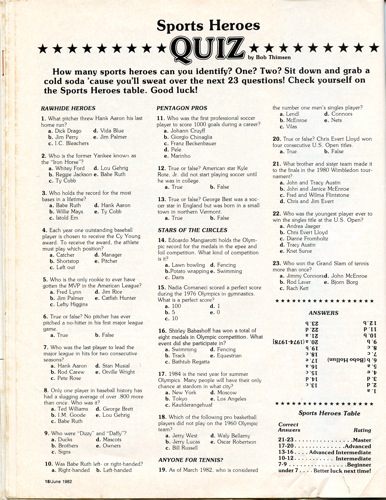 Sports Heroes
QUIZ
by Bob Thimsen
How many sports heroes can you identify? One? Two? Sit down and grab a
cold soda 'cause you'll sweat over the next 23 questions! Check yourself on
the Sports Heroes table. Good luck!
RAWHIDE HEROES
1. What pitcher threw Hank Aaron his last
home run?
a. Dick Drago d. Vida Blue
b. Jim Perry e. Jim Palmer
c. I.C. Bleachers
2. Who is the former Yankee known as
the "Iron Horse"?
a. Whitey Ford d. Lou Gehrig
b. Reggie Jackson e. Babe Ruth
c. Ty Cobb
3. Who holds the record for the most
bases in a lifetime?
a. Babe Ruth d. Hank Aaron
b. Willie Mays e. Ty Cobb
c. Istold Em
4. Each year one outstanding baseball
player is chosen to receive the Cy Young
award. To receive the award, the athlete
must play which position?
a. Catcher d. Manager
b. Shortstop e. Pitcher
c. Left out
5. Who is the only rookie to ever have
gotten the MVP in the American League?
a. Fred Lynn d. Jim Rice
b. Jim Palmer e. Catfish Hunter
c. Lefty Higgins
6. True or false? No pitcher has ever
pitched a no-hitter in his first major league
game.
a. True b. False
7. Who was the last player to lead the
major league in hits for two consecutive
seasons?
a. Hank Aaron d. Stan Musial
b. Rod Carew e. Orville Wright
c. Pete Rose
8. Only one player in baseball history has
had a slugging average of over .800 more
than once. Who was it?
a. Ted Williams d. George Brett
b. I.M. Goode e. Lou Gehrig
c. Babe Ruth
9. Who were "Dizzy" and "Daffy"?
a. Ducks d. Mascots
b. Brothers e. Owners
c. Signs
10. Was Babe Ruth left- or right-handed?
a. Right-handed b. Left-handed
PENTAGON PROS
11. Who was the first professional soccer
player to score 1000 goals during a career?
a. Johann Cruyff
b. Giorgio Chinaglia
c. Franz Beckenbauer
d. Pele
e. Marinho
12. True or false? American star Kyle
Rote, Jr. did not start playing soccer until
he was in college.
a. True b. False
13. True or false? George Best was a soc-
cer star in England but was born in a small
town in northern Vermont.
a. True b. False
STARS OF THE CIRCLES
14. Edoardo Mangiarotti holds the Olym-
pic record for the medals in the epee and
foil competition. What kind of competition
is it?
a. Lawn bowling d. Fencing
b. Potato wrapping e. Swimming
c. Darts
15. Nadia Comaneci scored a perfect score
during the 1976 Olympics in gymnastics.
What is a perfect score?
a. 100 d. 1
b. 5 e. 0
c. 10
16. Shirley Babashoff has won a total of
eight medals in Olympic competition. What
event did she participate in?
a. Swimming d. Fencing
b. Track e. Equestrian
c. Bathtub Regatta
17. 1984 is the next year for summer
Olympics. Many people will have their only
chance at stardom in what city?
a. New York d. Moscow
b. Tokyo e. Los Angeles
c. Kaulderangehauf
18. Which of the following pro basketball
players did not play on the 1960 Olympic
team?
a. Jerry West d. Walt Bellamy
b. Jerry Lucas e. Oscar Robertson
c. Bill Russell
ANYONE FOR TENNIS?
19. As of March 1982, who is considered
the number one men's singles player?
a. Lendl d. Connors
b. McEnroe e. Nets
c. Vilas
20. True or false? Chris Evert Lloyd won
four consecutive U.S. Open titles.
a. True b. False
21. What brother and sister team made it
to the finals in the 1980 Wimbledon tour-
nament?
a. John and Tracy Austin
b. John and Janice McEnroe
c. Fred and Wilma Flintstone
d. Chris and Jim Evert
22. Who was the youngest player ever to
win the single title at the U.S. Open?
a. Andrea Jaeger
b. Chris Evert Lloyd
c. Dianne Fromholtz
d. Tracy Austin
e. Knet Surve
23. Who won the Grand Slam of tennis
more than once?
a. Jimmy Connors d. John McEnroe
b. Rod Laver e. Bjorn Borg
c. Rach Kett
ANSWERS
Sports Heroes Table
Correct
Answers Rating
21-23 Master
17-20 Advanced
13-16 Advanced Intermediate
10-12 Intermediate
7-9 Beginner
under 7 Better luck next time!
18/June 1982